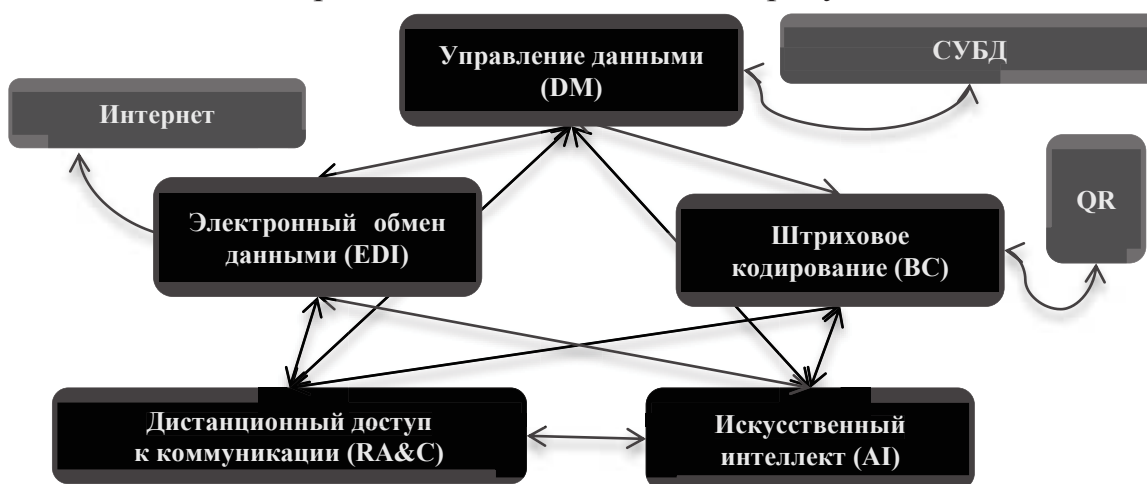 Управление данными
(DM)
СУБД
Интернет
QR
Электронный обмен
данными (EDI)
Штриховое
кодирование (BC)
Дистанционный доступ
к коммуникации (RA&C)
Искусственный
интеллект (AI)